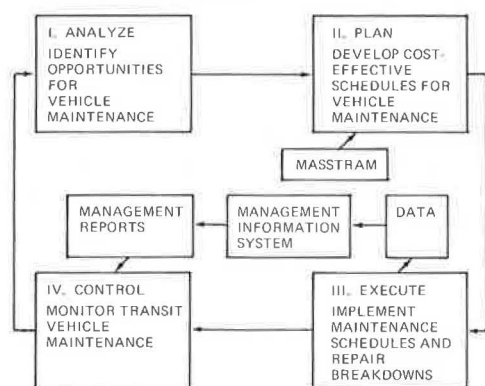 I. ANALYZE
IDENTIFY
OPPORTUNITIES
FOR
VEHICLE
MAINTENANCE
II. PLAN
DEVELOP COST-
EFFECTIVE
SCHEDULES FOR
VEHICLE
MAINTENANCE
MASSTRAM
MANAGEMENT
REPORTS
MANAGEMENT
INFORMATION
SYSTEM
DATA
IV. CONTROL
MONITOR TRANSIT
VEHICLE
MAINTENANCE
III. EXECUTE
IMPLEMENT
MAINTENANCE
SCHEDULES AND
REPAIR
BREAKDOWNS